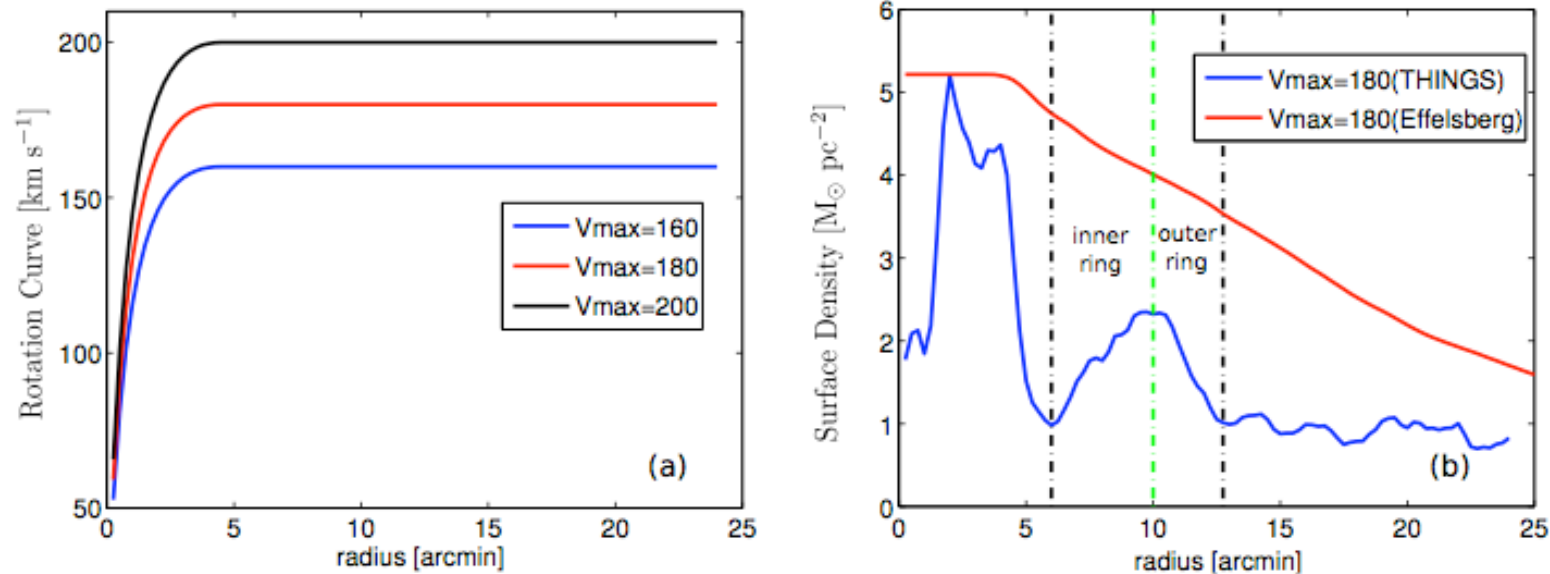 Rotation Curve [km s⁻¹]
200
150
100
50
Vmax=160
Vmax=180
Vmax=200
(a)
0 5 10 15 20 25
radius [arcmin]
Surface Density [M⊙ pc⁻²]
6
5
4
3
2
1
0
Vmax=180(THINGS)
Vmax=180(Effelsberg)
inner
ring
outer
ring
(b)
0 5 10 15 20 25
radius [arcmin]